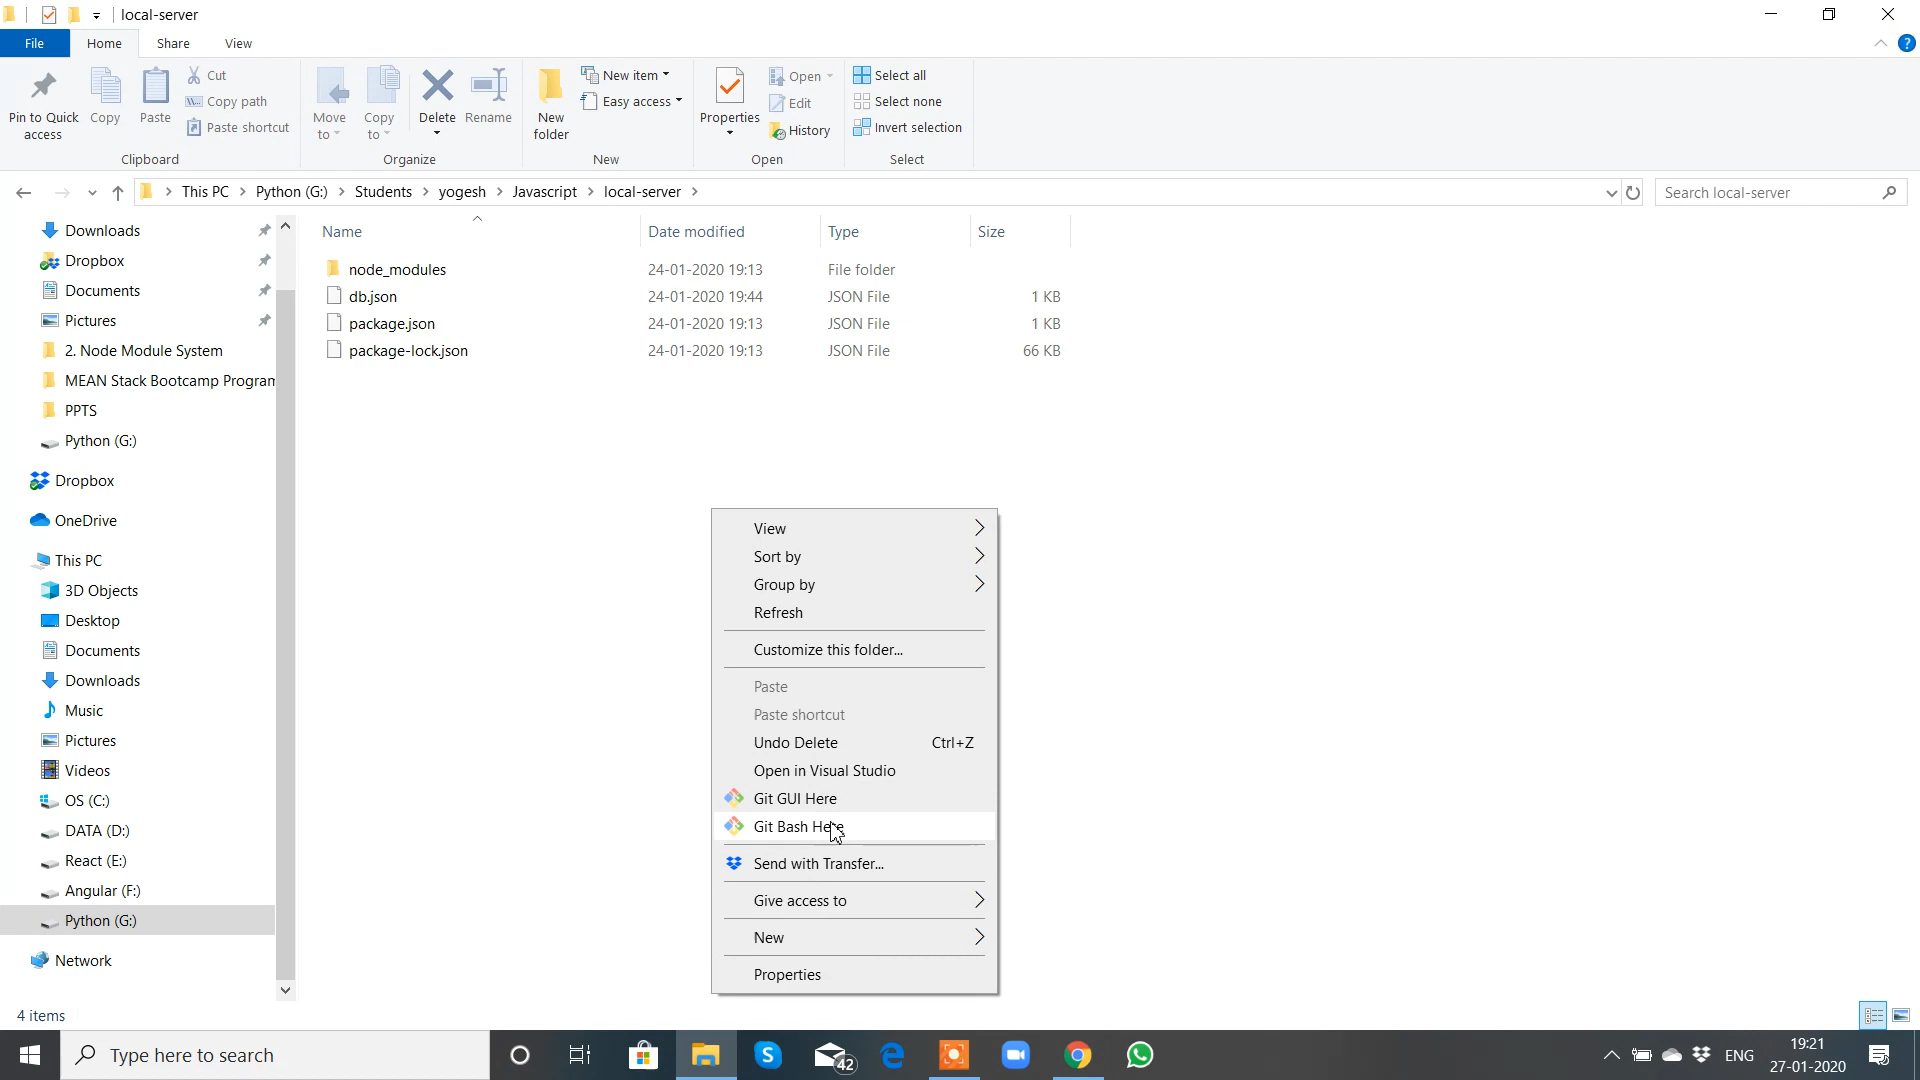 local-server
File
Home
Share
View
Pin to Quick access
Copy
Paste
Cut
Copy path
Paste shortcut
Clipboard
Move to
Copy to
Delete
Rename
Organize
New folder
New item
Easy access
New
Properties
Open
Edit
History
Open
Select all
Select none
Invert selection
Select
This PC > Python (G:) > Students > yogesh > Javascript > local-server >
Search local-server
Downloads
Dropbox
Documents
Pictures
2. Node Module System
MEAN Stack Bootcamp Program
PPTS
Python (G:)
Dropbox
OneDrive
This PC
3D Objects
Desktop
Documents
Downloads
Music
Pictures
Videos
OS (C:)
DATA (D:)
React (E:)
Angular (F:)
Python (G:)
Network
Name Date modified Type Size
node_modules 24-01-2020 19:13 File folder
db.json 24-01-2020 19:44 JSON File 1 KB
package.json 24-01-2020 19:13 JSON File 1 KB
package-lock.json 24-01-2020 19:13 JSON File 66 KB
View
Sort by
Group by
Refresh
Customize this folder...
Paste
Paste shortcut
Undo Delete Ctrl+Z
Open in Visual Studio
Git GUI Here
Git Bash Here
Send with Transfer...
Give access to
New
Properties
4 items
Type here to search
42
ENG
19:21
27-01-2020